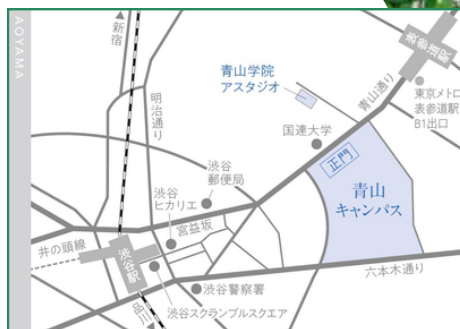 AOYAMA
▲新宿
明治通り
青山学院
アスタジオ
青山通り
表参道駅
東京メトロ
表参道駅
B1出口
国連大学
正門
青山
キャンパス
渋谷
郵便局
渋谷
ヒカリエ
宮益坂
井の頭線
渋谷駅
六本木通り
渋谷警察署
渋谷スクランブルスクエア
品川▼